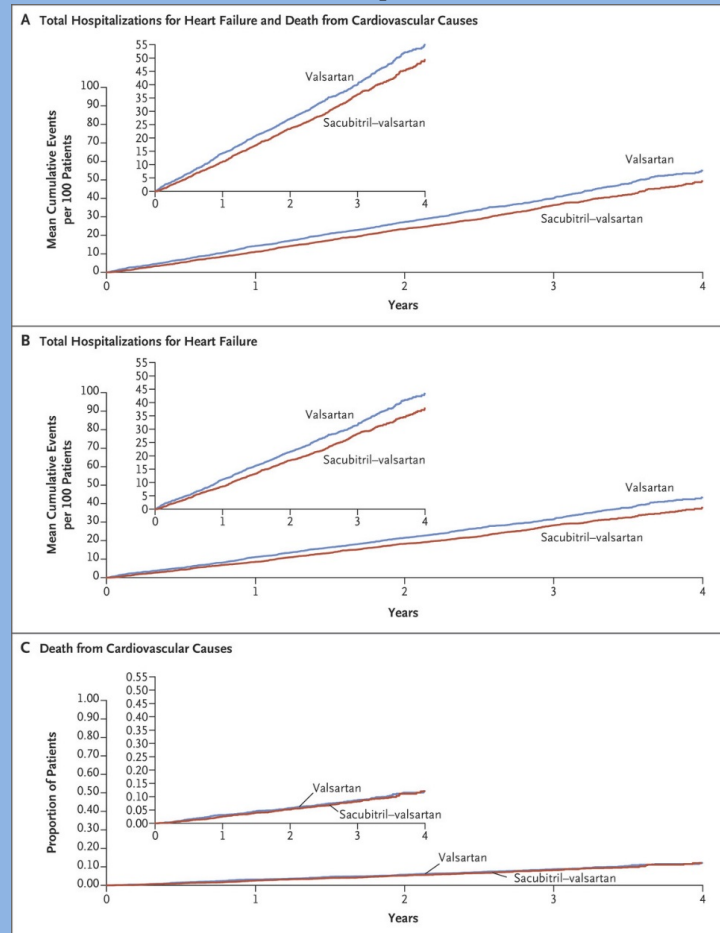 A Total Hospitalizations for Heart Failure and Death from Cardiovascular Causes
Mean Cumulative Events
per 100 Patients
100
90
80
70
60
50
40
30
20
10
0
55
50
45
40
35
30
25
20
15
10
5
0
Valsartan
Sacubitril–valsartan
0 1 2 3 4
Valsartan
Sacubitril–valsartan
0 1 2 3 4
Years
B Total Hospitalizations for Heart Failure
Mean Cumulative Events
per 100 Patients
100
90
80
70
60
50
40
30
20
10
0
55
50
45
40
35
30
25
20
15
10
5
0
Valsartan
Sacubitril–valsartan
0 1 2 3 4
Valsartan
Sacubitril–valsartan
0 1 2 3 4
Years
C Death from Cardiovascular Causes
Proportion of Patients
1.00
0.90
0.80
0.70
0.60
0.50
0.40
0.30
0.20
0.10
0.00
0.55
0.50
0.45
0.40
0.35
0.30
0.25
0.20
0.15
0.10
0.05
0.00
Valsartan
Sacubitril–valsartan
0 1 2 3 4
Valsartan
Sacubitril–valsartan
0 1 2 3 4
Years